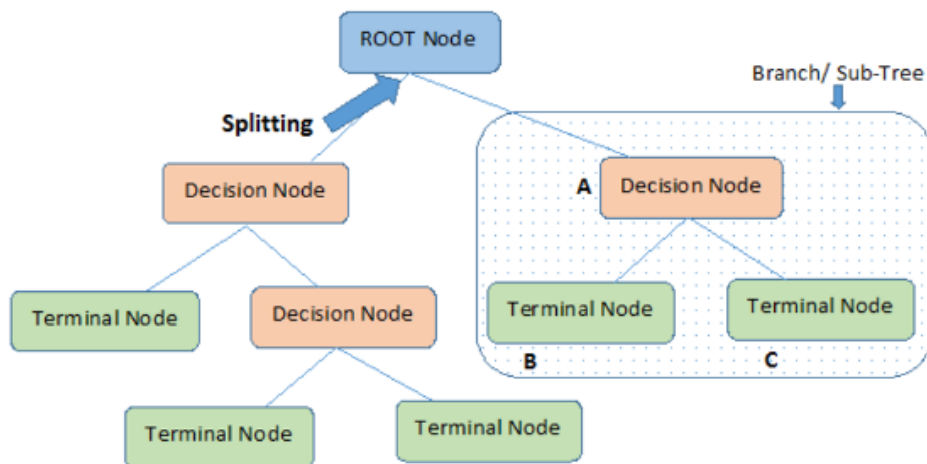 ROOT Node
Branch/ Sub-Tree
Splitting
Decision Node
A
Decision Node
Terminal Node
Decision Node
Terminal Node
Terminal Node
B
C
Terminal Node
Terminal Node